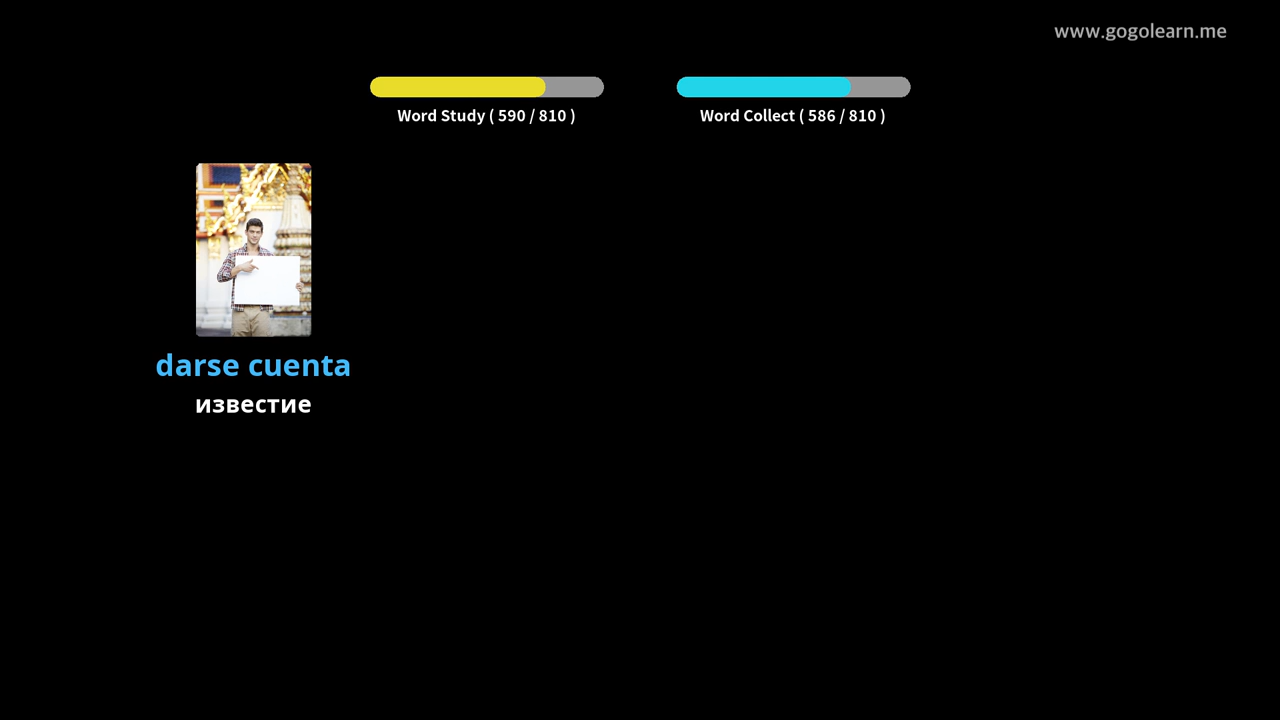 www.gogolearn.me
Word Study ( 590 / 810 )
Word Collect ( 586 / 810 )
darse cuenta
известие